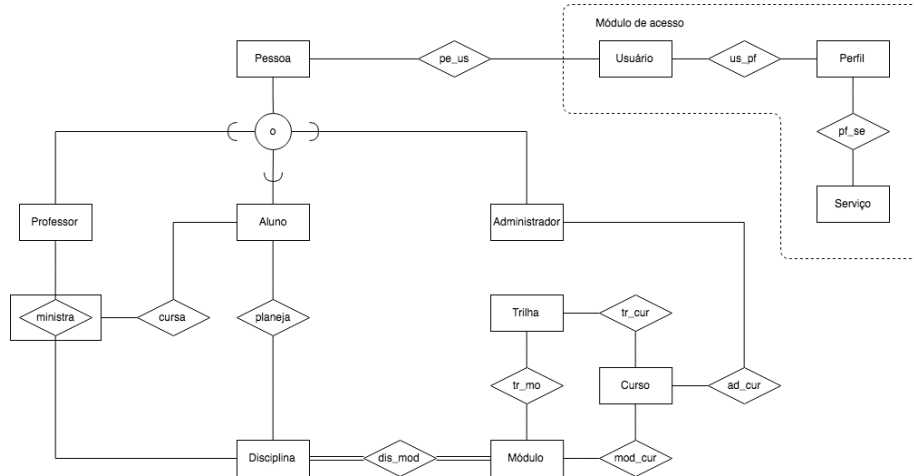 Módulo de acesso
Pessoa
pe_us
Usuário
us_pf
Perfil
o
pf_se
Professor
Aluno
Administrador
Serviço
ministra
cursa
planeja
Trilha
tr_cur
tr_mo
Curso
ad_cur
Disciplina
dis_mod
Módulo
mod_cur